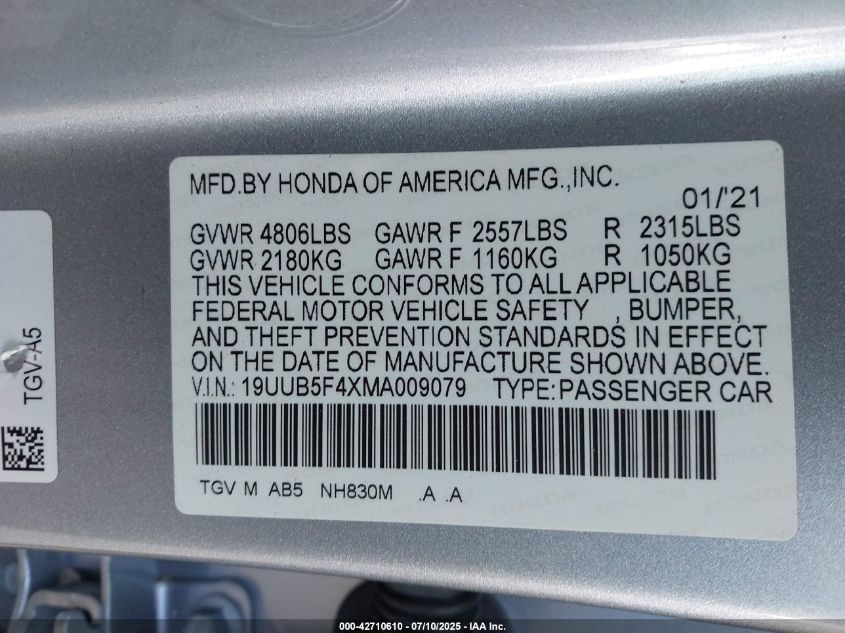 MFD.BY HONDA OF AMERICA MFG.,INC.
01/'21
GVWR 4806LBS GAWR F 2557LBS R 2315LBS
GVWR 2180KG GAWR F 1160KG R 1050KG
THIS VEHICLE CONFORMS TO ALL APPLICABLE
FEDERAL MOTOR VEHICLE SAFETY , BUMPER,
AND THEFT PREVENTION STANDARDS IN EFFECT
ON THE DATE OF MANUFACTURE SHOWN ABOVE.
V.I.N.: 19UUB5F4XMA009079 TYPE:PASSENGER CAR
TGV M AB5 NH830M .A .A
TGV-A5
000-42710610 / 07/10/2025 - IAA Inc.